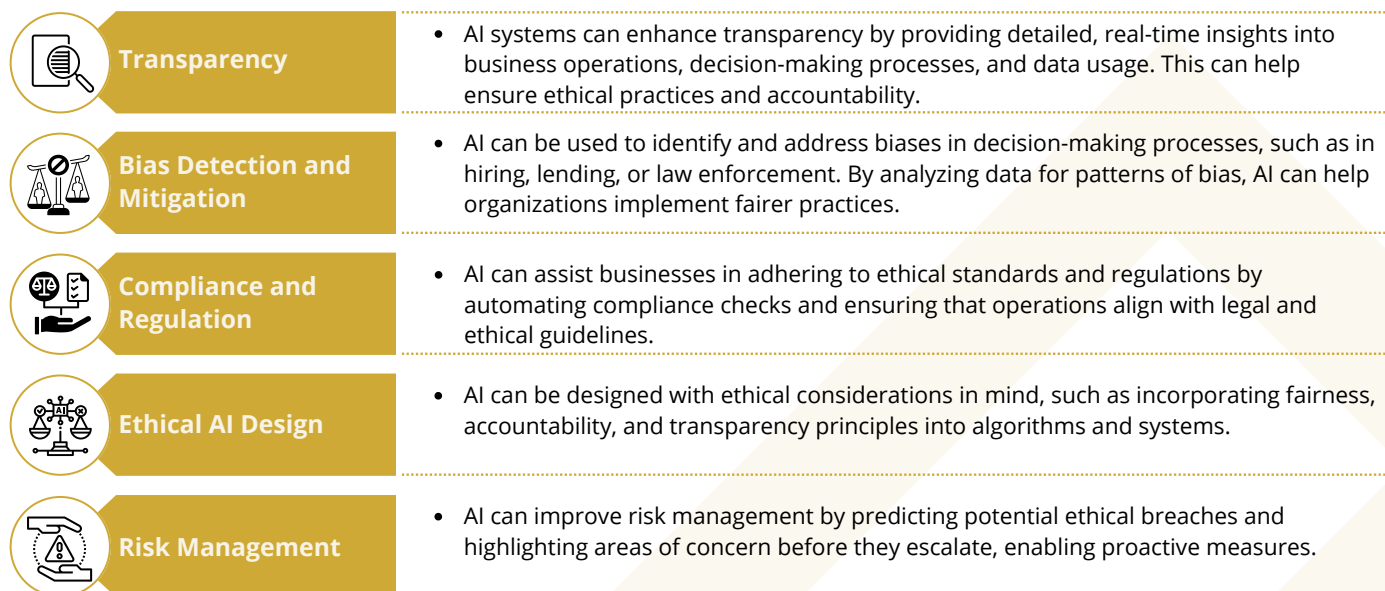 Transparency
• AI systems can enhance transparency by providing detailed, real-time insights into
business operations, decision-making processes, and data usage. This can help
ensure ethical practices and accountability.
Bias Detection and
Mitigation
• AI can be used to identify and address biases in decision-making processes, such as in
hiring, lending, or law enforcement. By analyzing data for patterns of bias, AI can help
organizations implement fairer practices.
Compliance and
Regulation
• AI can assist businesses in adhering to ethical standards and regulations by
automating compliance checks and ensuring that operations align with legal and
ethical guidelines.
AI
Ethical AI Design
• AI can be designed with ethical considerations in mind, such as incorporating fairness,
accountability, and transparency principles into algorithms and systems.
Risk Management
• AI can improve risk management by predicting potential ethical breaches and
highlighting areas of concern before they escalate, enabling proactive measures.